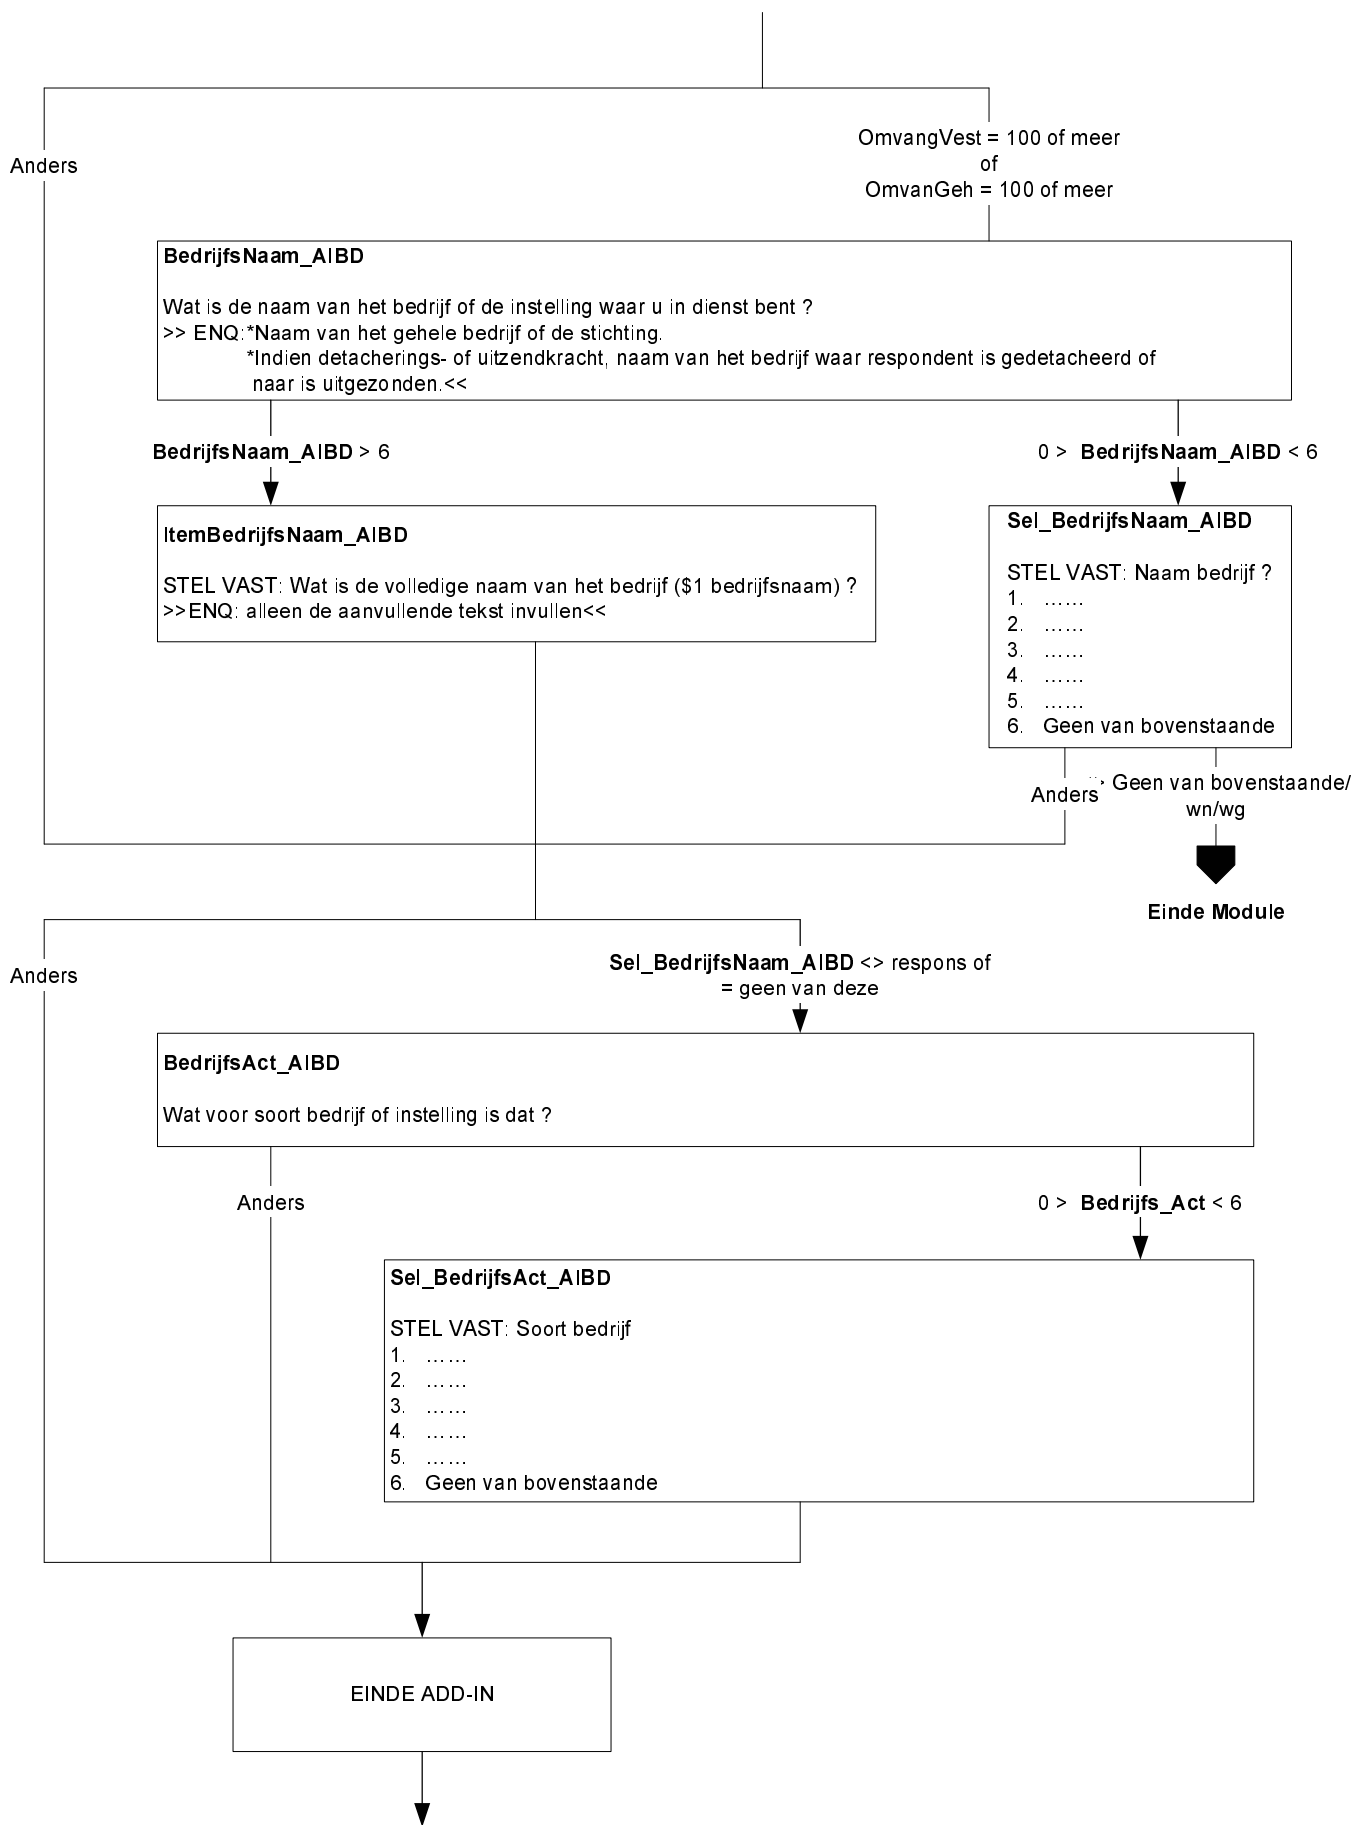 OmvangVest = 100 of meer
of
OmvanGeh = 100 of meer
Anders
BedrijfsNaam_AIBD
Wat is de naam van het bedrijf of de instelling waar u in dienst bent ?
>> ENQ:*Naam van het gehele bedrijf of de stichting.
*Indien detacherings- of uitzendkracht, naam van het bedrijf waar respondent is gedetacheerd of
naar is uitgezonden.<<
BedrijfsNaam_AIBD > 6
0 > BedrijfsNaam_AIBD < 6
ItemBedrijfsNaam_AIBD
STEL VAST: Wat is de volledige naam van het bedrijf ($1 bedrijfsnaam) ?
>>ENQ: alleen de aanvullende tekst invullen<<
Sel_BedrijfsNaam_AIBD
STEL VAST: Naam bedrijf ?
1. ……
2. ……
3. ……
4. ……
5. ……
6. Geen van bovenstaande
Anders
Geen van bovenstaande/
wn/wg
Einde Module
Anders
Sel_BedrijfsNaam_AIBD <> respons of
= geen van deze
BedrijfsAct_AIBD
Wat voor soort bedrijf of instelling is dat ?
Anders
0 > Bedrijfs_Act < 6
Sel_BedrijfsAct_AIBD
STEL VAST: Soort bedrijf
1. ……
2. ……
3. ……
4. ……
5. ……
6. Geen van bovenstaande
EINDE ADD-IN